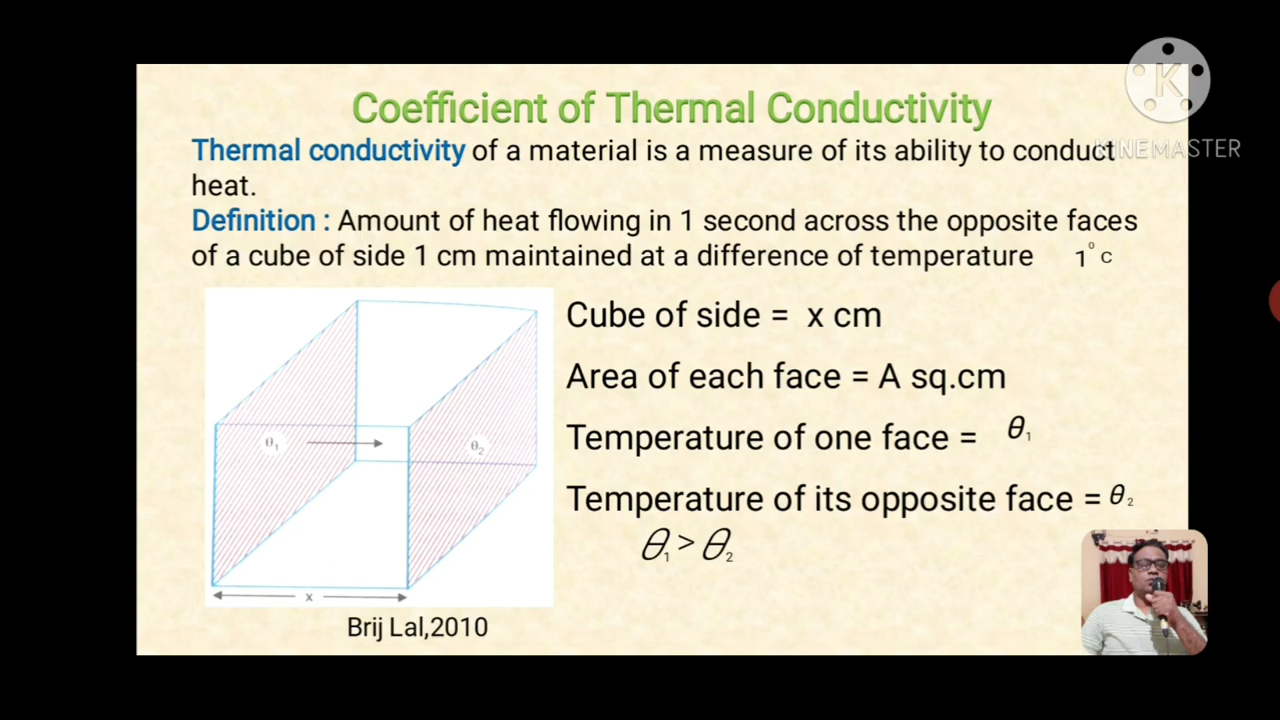 Coefficient of Thermal Conductivity
Thermal conductivity of a material is a measure of its ability to conduct
heat.
Definition : Amount of heat flowing in 1 second across the opposite faces
of a cube of side 1 cm maintained at a difference of temperature 1°C
Cube of side = x cm
Area of each face = A sq.cm
Temperature of one face = θ₁
Temperature of its opposite face = θ₂
θ₁ > θ₂
θ₁
θ₂
x
Brij Lal,2010
K
KINEMASTER